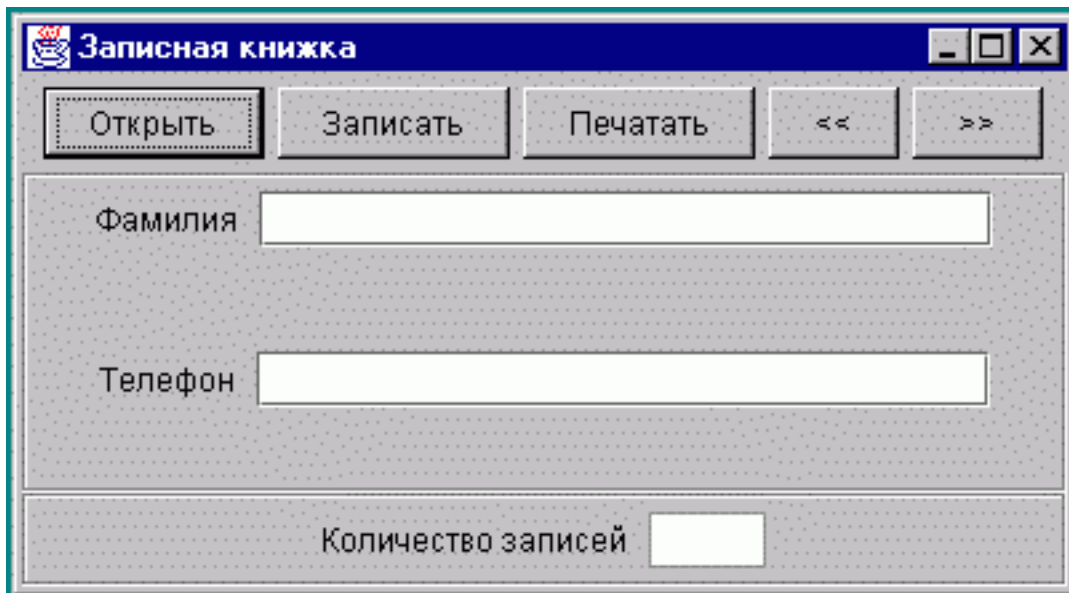 Записная книжка
Открыть Записать Печатать << >>
Фамилия
Телефон
Количество записей